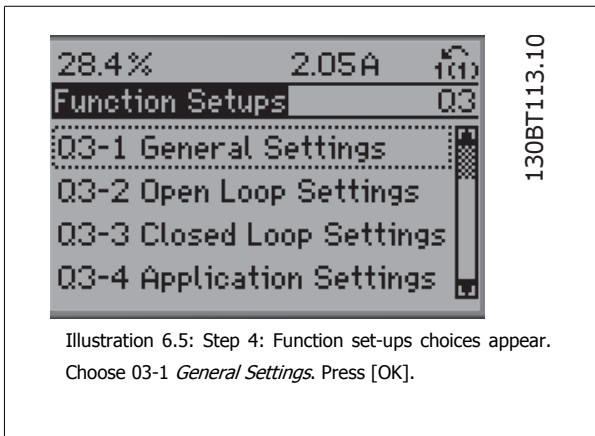 28.4% 2.05A 1(1)
Function Setups Q3
Q3-1 General Settings
Q3-2 Open Loop Settings
Q3-3 Closed Loop Settings
Q3-4 Application Settings
130BT113.10
Illustration 6.5: Step 4: Function set-ups choices appear.
Choose 03-1 General Settings. Press [OK].